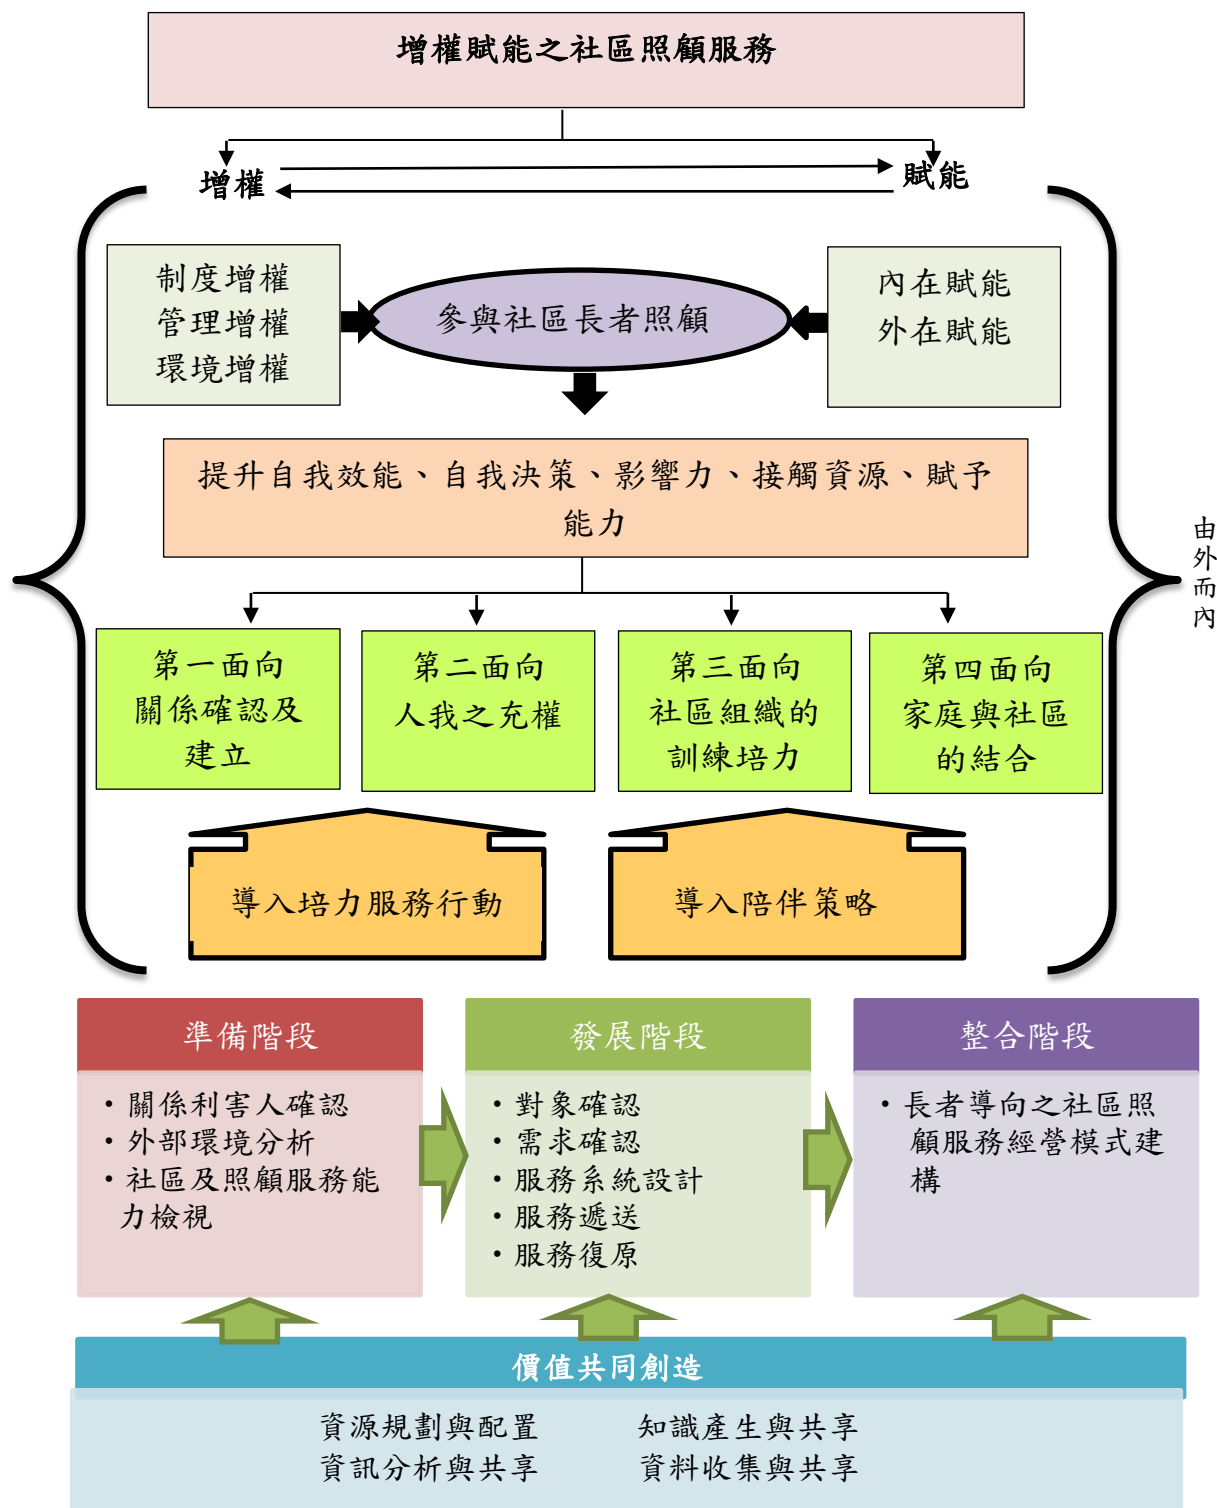 增權賦能之社區照顧服務
增權
賦能
制度增權
管理增權
環境增權
參與社區長者照顧
內在賦能
外在賦能
提升自我效能、自我決策、影響力、接觸資源、賦予
能力
由
外
而
內
第一面向
關係確認及
建立
第二面向
人我之充權
第三面向
社區組織的
訓練培力
第四面向
家庭與社區
的結合
導入培力服務行動
導入陪伴策略
準備階段
・關係利害人確認
・外部環境分析
・社區及照顧服務能
力檢視
發展階段
・對象確認
・需求確認
・服務系統設計
・服務遞送
・服務復原
整合階段
・長者導向之社區照
顧服務經營模式建
構
價值共同創造
資源規劃與配置 知識產生與共享
資訊分析與共享 資料收集與共享